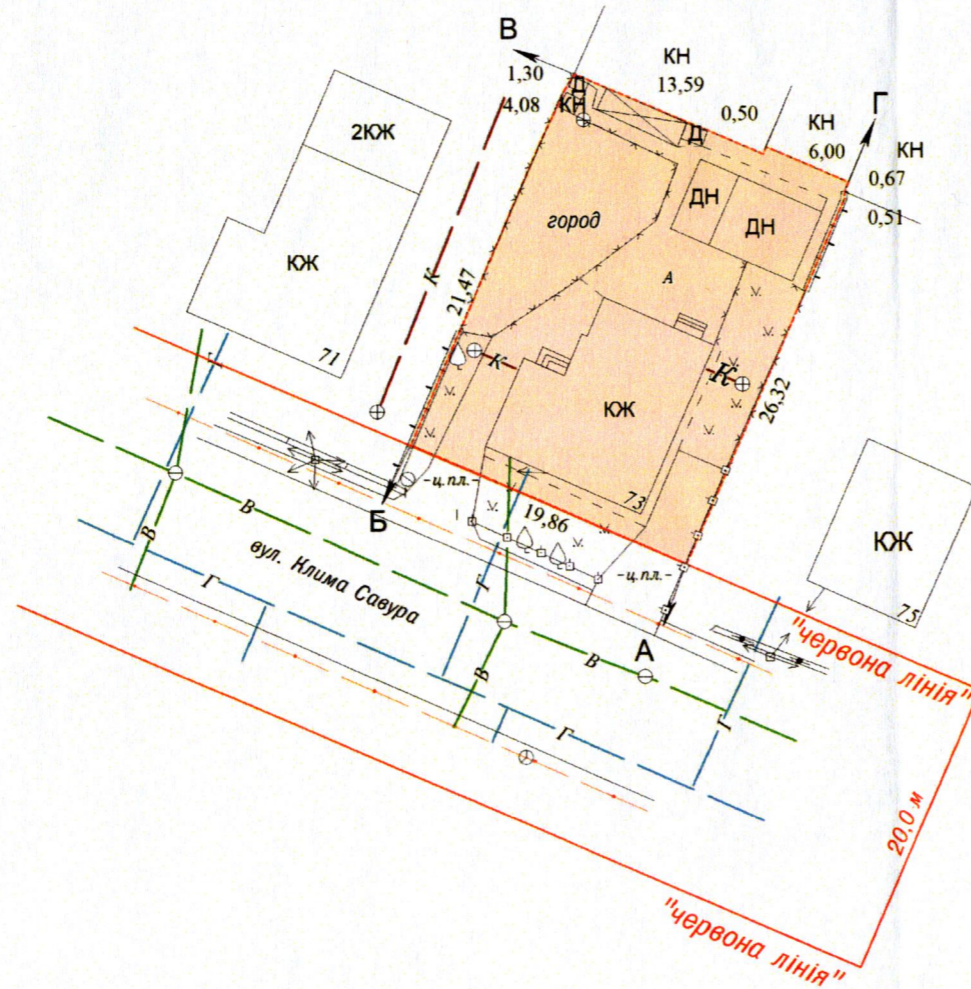 В
КН
1,30
13,59
Д
4,08
КН
0,50
Г
Д
КН
6,00
КН
0,67
0,51
2КЖ
ДН
ДН
город
А
КЖ
К
21,47
71
Г
К
К
КЖ
26,32
-ц.пл.-
73
Б
19,86
КЖ
В
В
вул. Клима Савура
Г
Г
-ц.пл.-
75
"червона лінія"
А
В
В
Г
Г
20,0 м
"червона лінія"